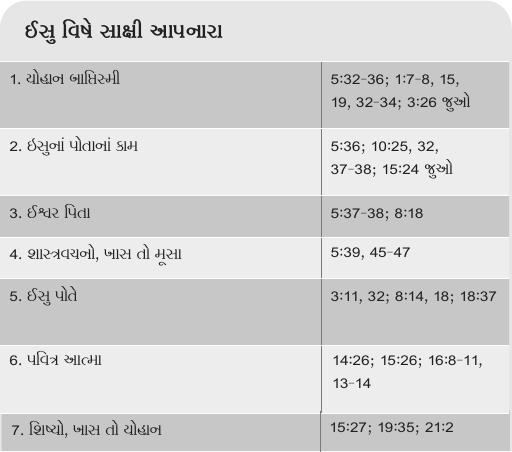 ઈસુ વિષે સાક્ષી આપનારા
1. યોહાન બાપ્તિસ્મી
5:32-36; 1:7-8, 15,
19, 32-34; 3:26 જુઓ
2. ઇસુનાં પોતાનાં કામ
5:36; 10:25, 32,
37-38; 15:24 જુઓ
3. ઈશ્વર પિતા
5:37-38; 8:18
4. શાસ્ત્રવચનો, ખાસ તો મૂસા
5:39, 45-47
5. ઈસુ પોતે
3:11, 32; 8:14, 18; 18:37
6. પવિત્ર આત્મા
14:26; 15:26; 16:8-11,
13-14
7. શિષ્યો, ખાસ તો યોહાન
15:27; 19:35; 21:2